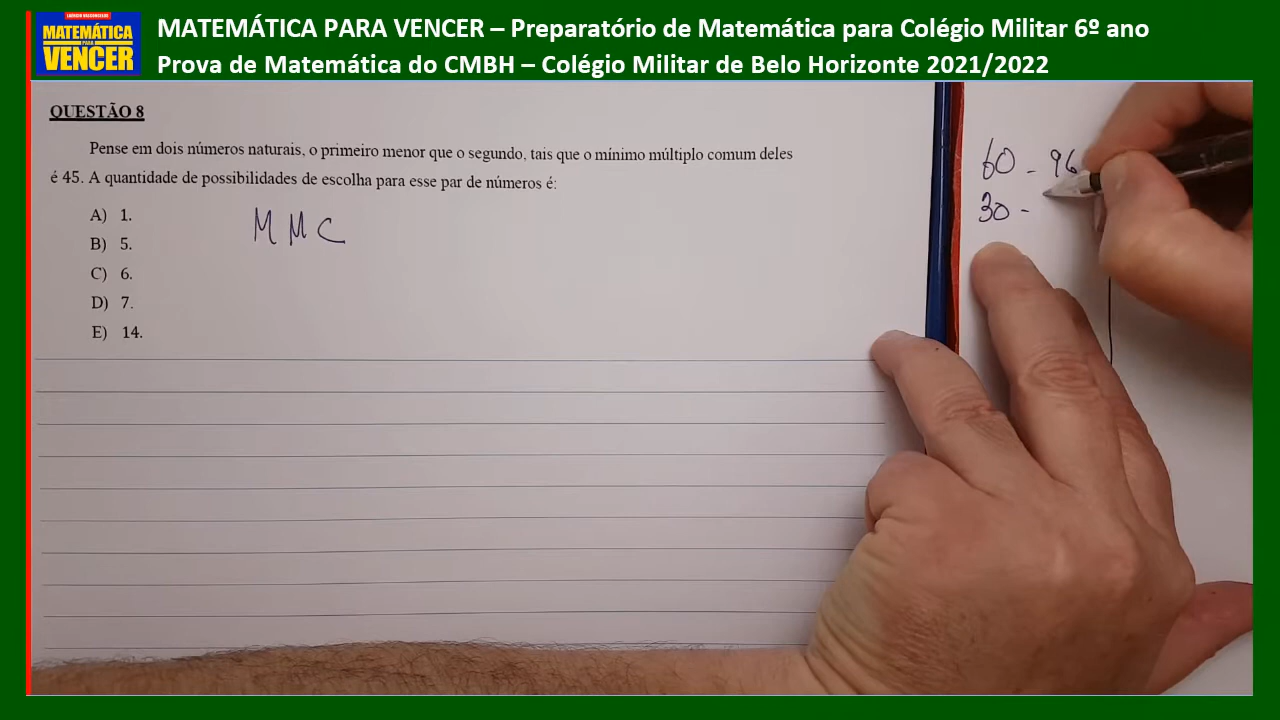 LAÉRCIO VASCONCELOS
MATEMÁTICA
PARA
VENCER
MATEMÁTICA PARA VENCER – Preparatório de Matemática para Colégio Militar 6º ano
Prova de Matemática do CMBH – Colégio Militar de Belo Horizonte 2021/2022
QUESTÃO 8
Pense em dois números naturais, o primeiro menor que o segundo, tais que o mínimo múltiplo comum deles
é 45. A quantidade de possibilidades de escolha para esse par de números é:
A) 1.
B) 5.
C) 6.
D) 7.
E) 14.
MMC
60 - 96
30 -